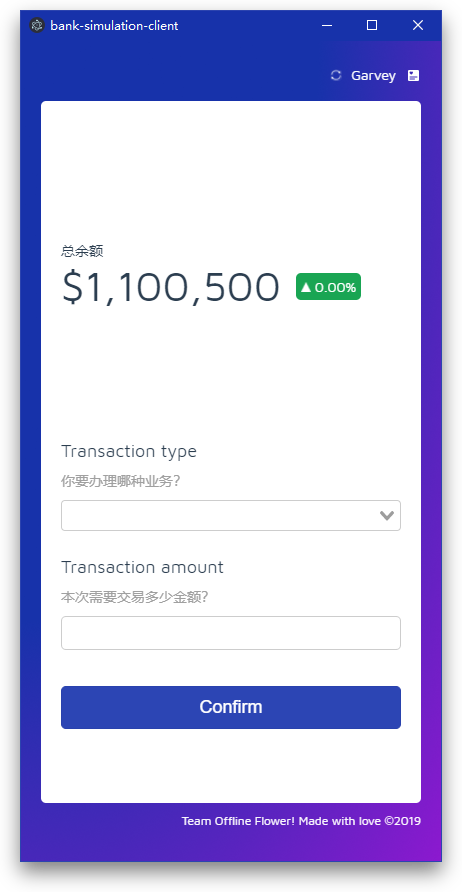 bank-simulation-client
Garvey
总余额
$1,100,500 ▲ 0.00%
Transaction type
你要办理哪种业务?
Transaction amount
本次需要交易多少金额?
Confirm
Team Offline Flower! Made with love ©2019